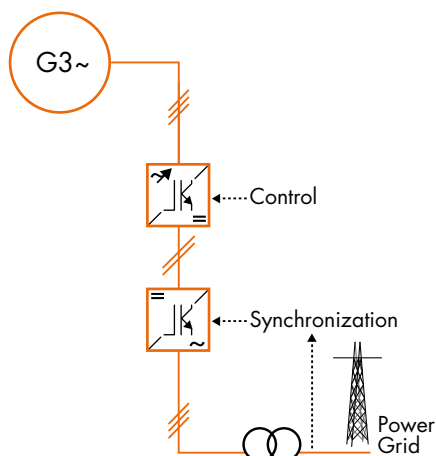 G3~
Control
Synchronization
Power
Grid